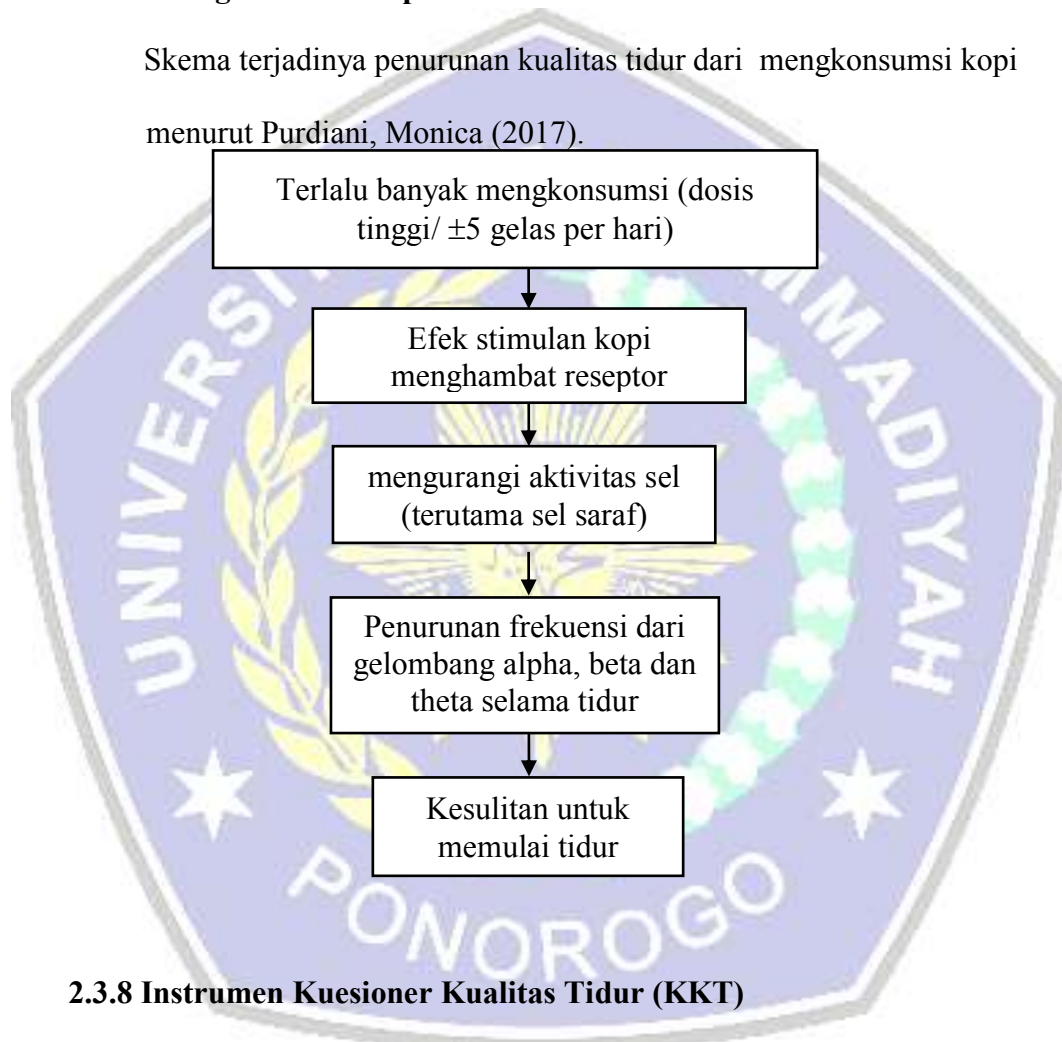 Skema terjadinya penurunan kualitas tidur dari mengkonsumsi kopi
menurut Purdiani, Monica (2017).
Terlalu banyak mengkonsumsi (dosis
tinggi/ ±5 gelas per hari)
Efek stimulan kopi
menghambat reseptor
mengurangi aktivitas sel
(terutama sel saraf)
Penurunan frekuensi dari
gelombang alpha, beta dan
theta selama tidur
Kesulitan untuk
memulai tidur
PONOROGO
2.3.8 Instrumen Kuesioner Kualitas Tidur (KKT)